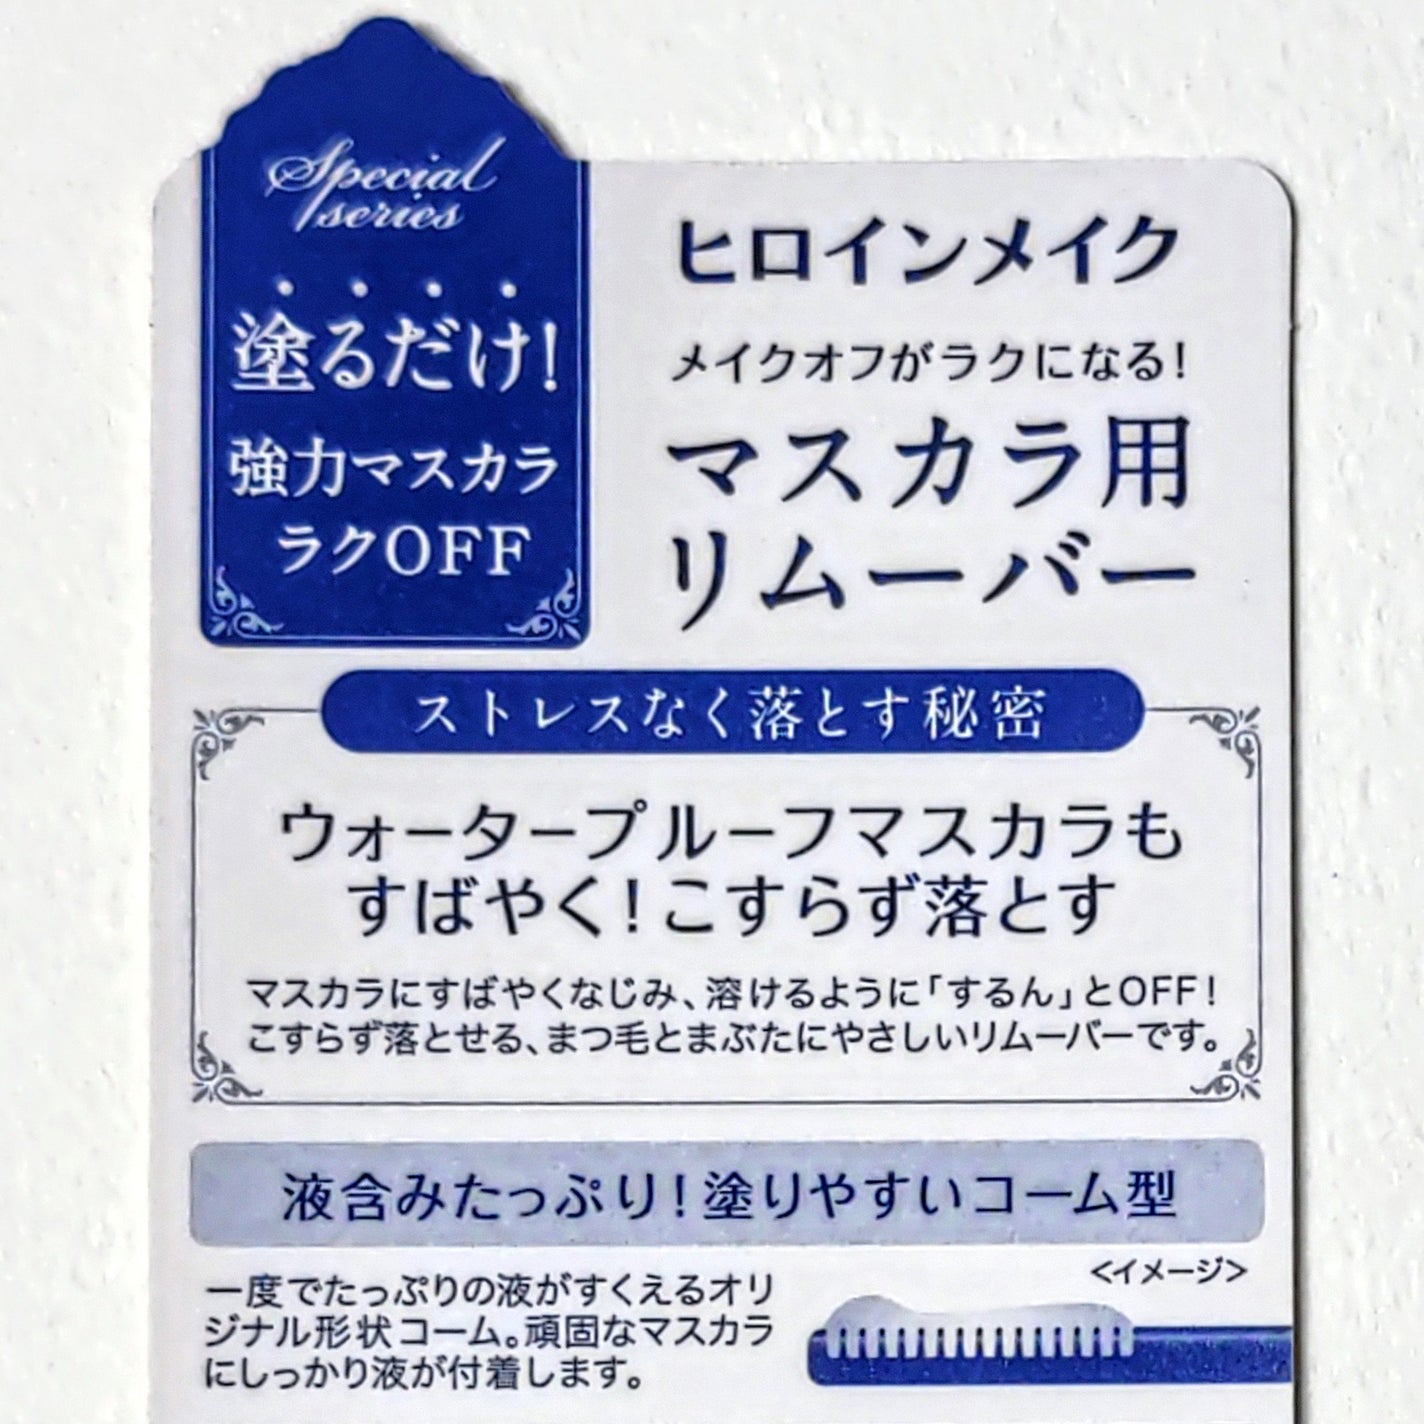 Special
series
塗るだけ!
強力マスカラ
ラクOFF
ヒロインメイク
メイクオフがラクになる!
マスカラ用
リムーバー
ストレスなく落とす秘密
ウォータープルーフマスカラも
すばやく!こすらず落とす
マスカラにすばやくなじみ、溶けるように「するん」とOFF!
こすらず落とせる、まつ毛とまぶたにやさしいリムーバーです。
液含みたっぷり!塗りやすいコーム型
一度でたっぷりの液がすくえるオリ
ジナル形状コーム。頑固なマスカラ
にしっかり液が付着します。
<イメージ>